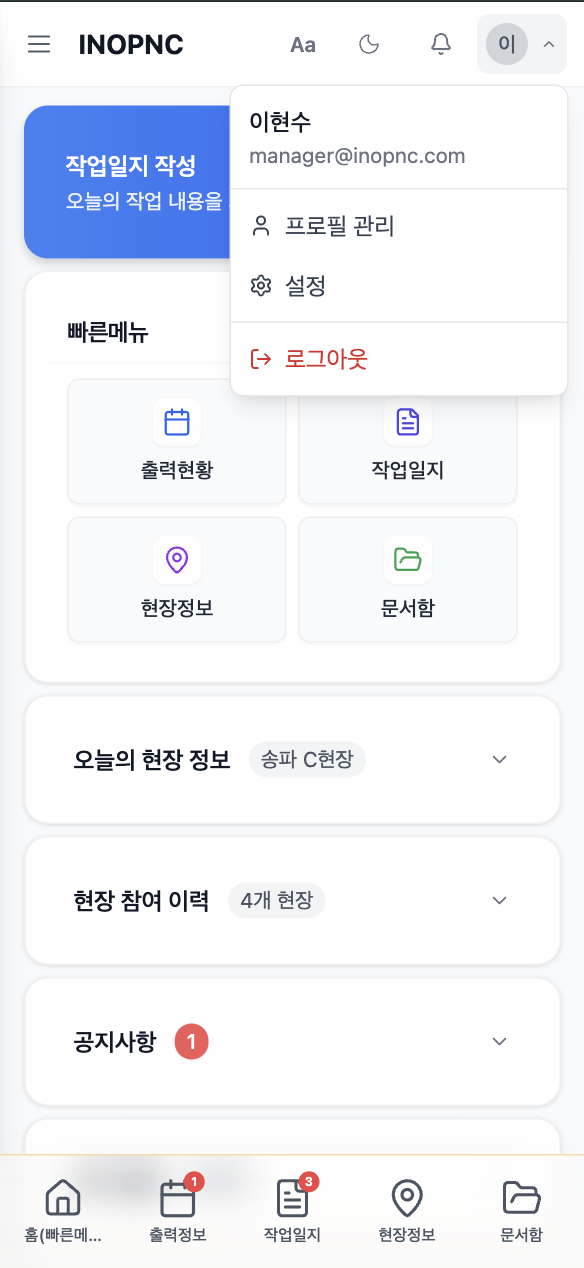 INOPNC
Aa
이
이현수
manager@inopnc.com
프로필 관리
설정
로그아웃
작업일지 작성
오늘의 작업 내용을
빠른메뉴
출력현황
작업일지
현장정보
문서함
오늘의 현장 정보 송파 C현장
현장 참여 이력 4개 현장
공지사항 1
1
3
홈(빠른메...
출력정보
작업일지
현장정보
문서함